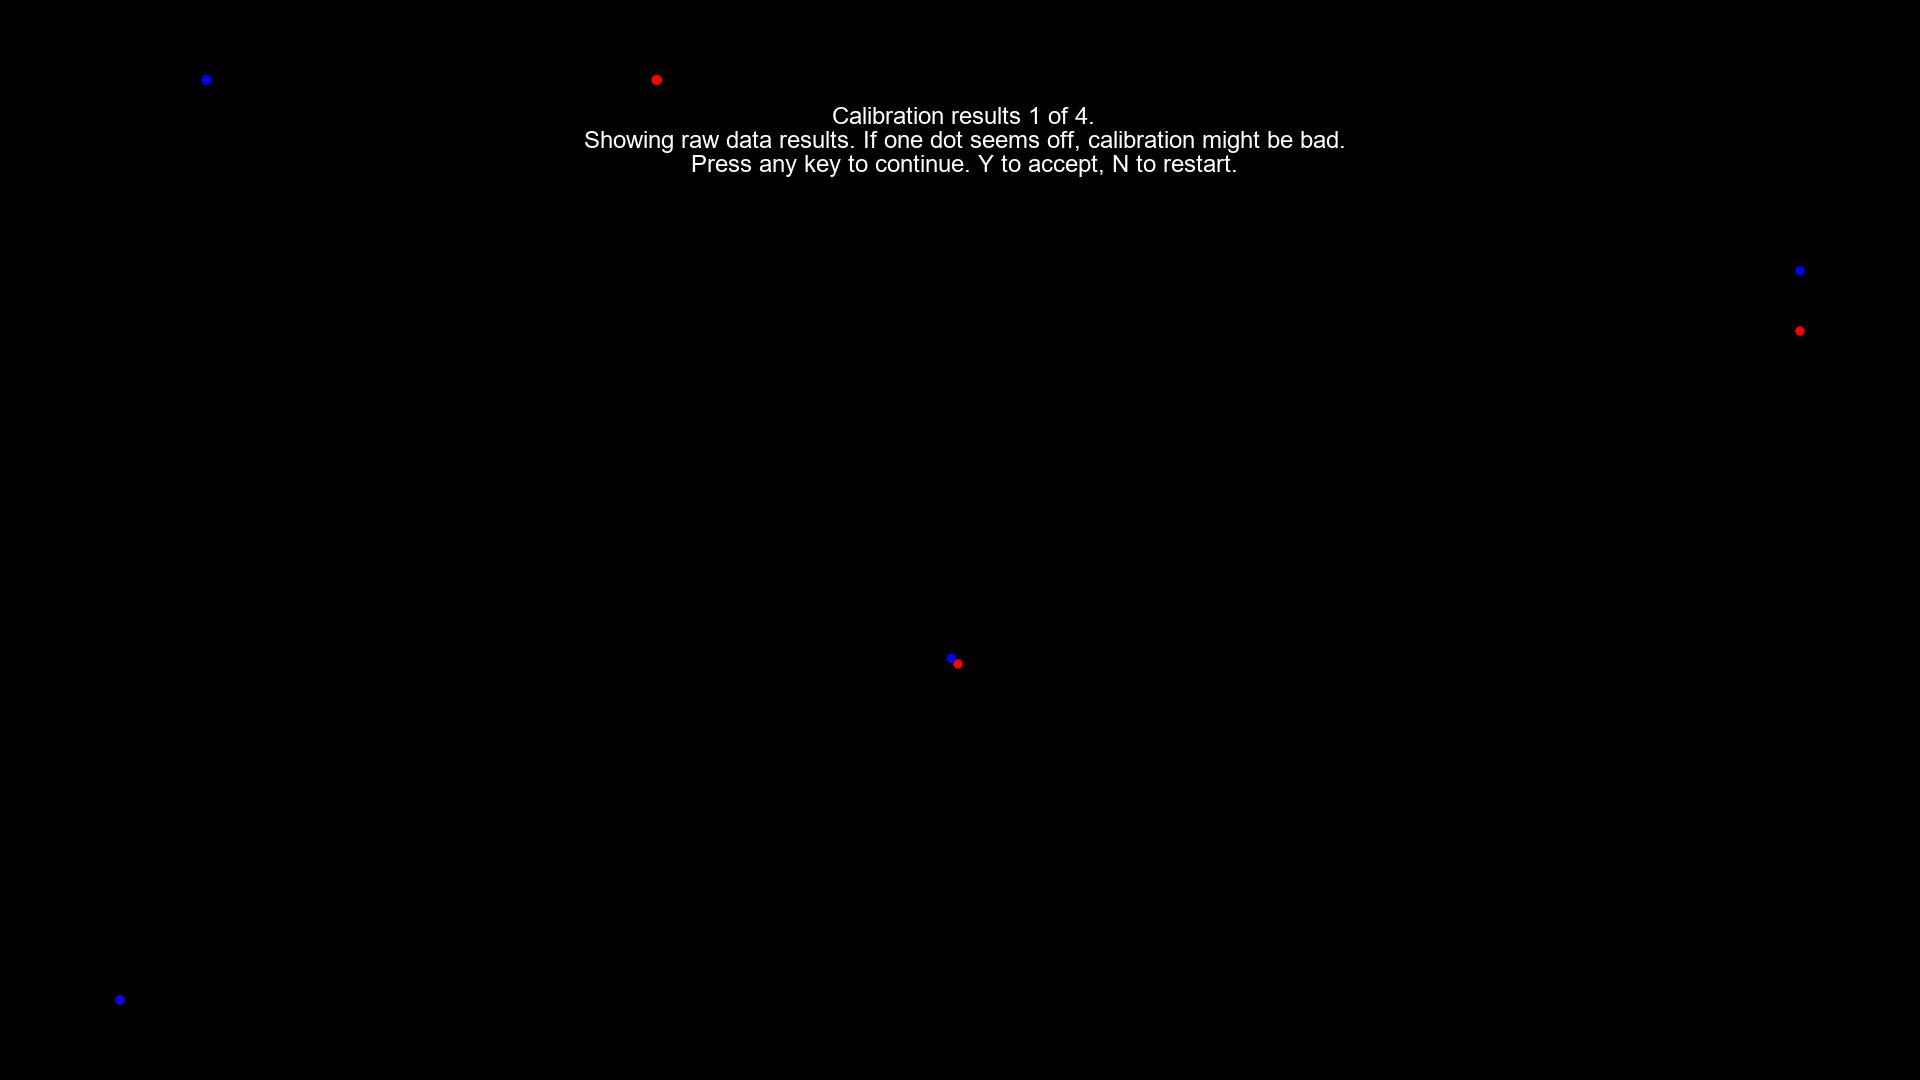 Calibration results 1 of 4.
Showing raw data results. If one dot seems off, calibration might be bad.
Press any key to continue. Y to accept, N to restart.